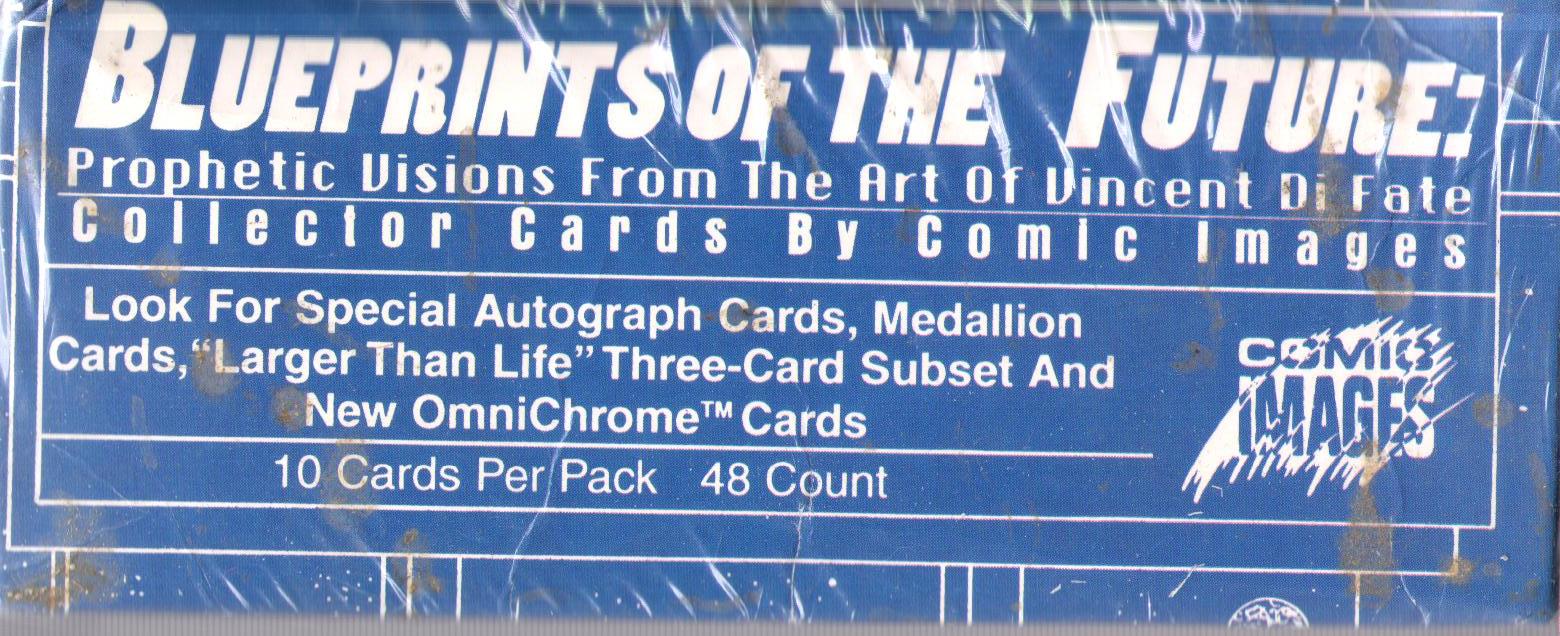 BLUEPRINTS OF THE FUTURE:
Prophetic Visions From The Art Of Vincent Di Fate
Collector Cards By Comic Images
Look For Special Autograph Cards, Medallion
Cards, “Larger Than Life” Three-Card Subset And
New OmniChrome™ Cards
10 Cards Per Pack 48 Count
COMIC
IMAGES